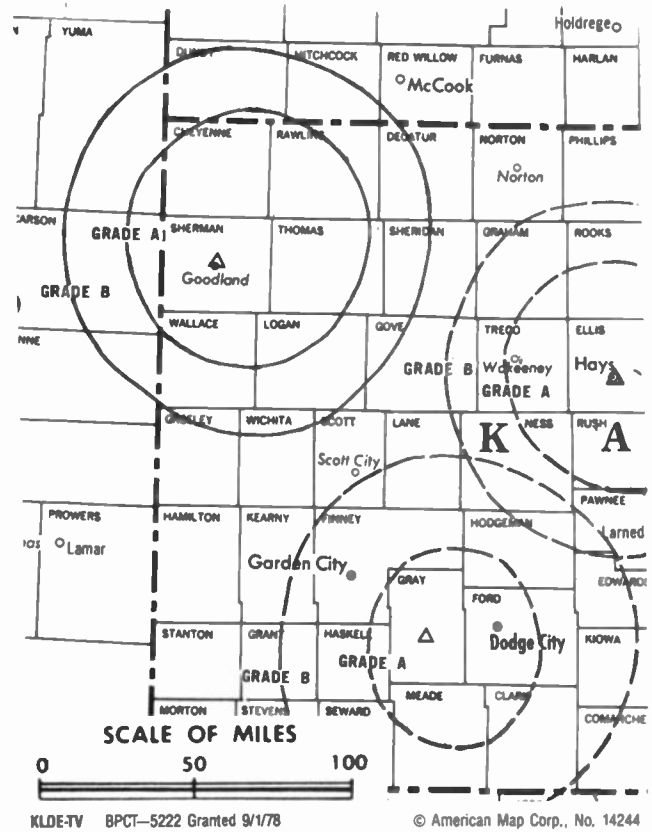 YUMA
Holdrege
DUNDY HITCHCOCK RED WILLOW FURNAS HARLAN
McCook
CHEYENNE RAWLINS DECATUR NORTON PHILLIPS
Norton
CARSON
GRADE A SHERMAN THOMAS SHERIDAN GRAHAM ROOKS
Goodland
GRADE B
WALLACE LOGAN GOVE TREGO ELLIS
NNE
GRADE B Wakeeney Hays
GRADE A
GREELEY WICHITA SCOTT LANE NESS RUSH
K A
Scott City
PAWNEE
PROWERS HAMILTON KEARNY FINNEY HODGEMAN
Larned
as Lamar
Garden City
GRAY EDWARDS
FORD
STANTON GRANT HASKELL Dodge City KIOWA
GRADE A
GRADE B
MEADE CLARK
MORTON STEVENS SEWARD COMANCHE
SCALE OF MILES
0 50 100
KLDE-TV BPCT—5222 Granted 9/1/78 © American Map Corp., No. 14244